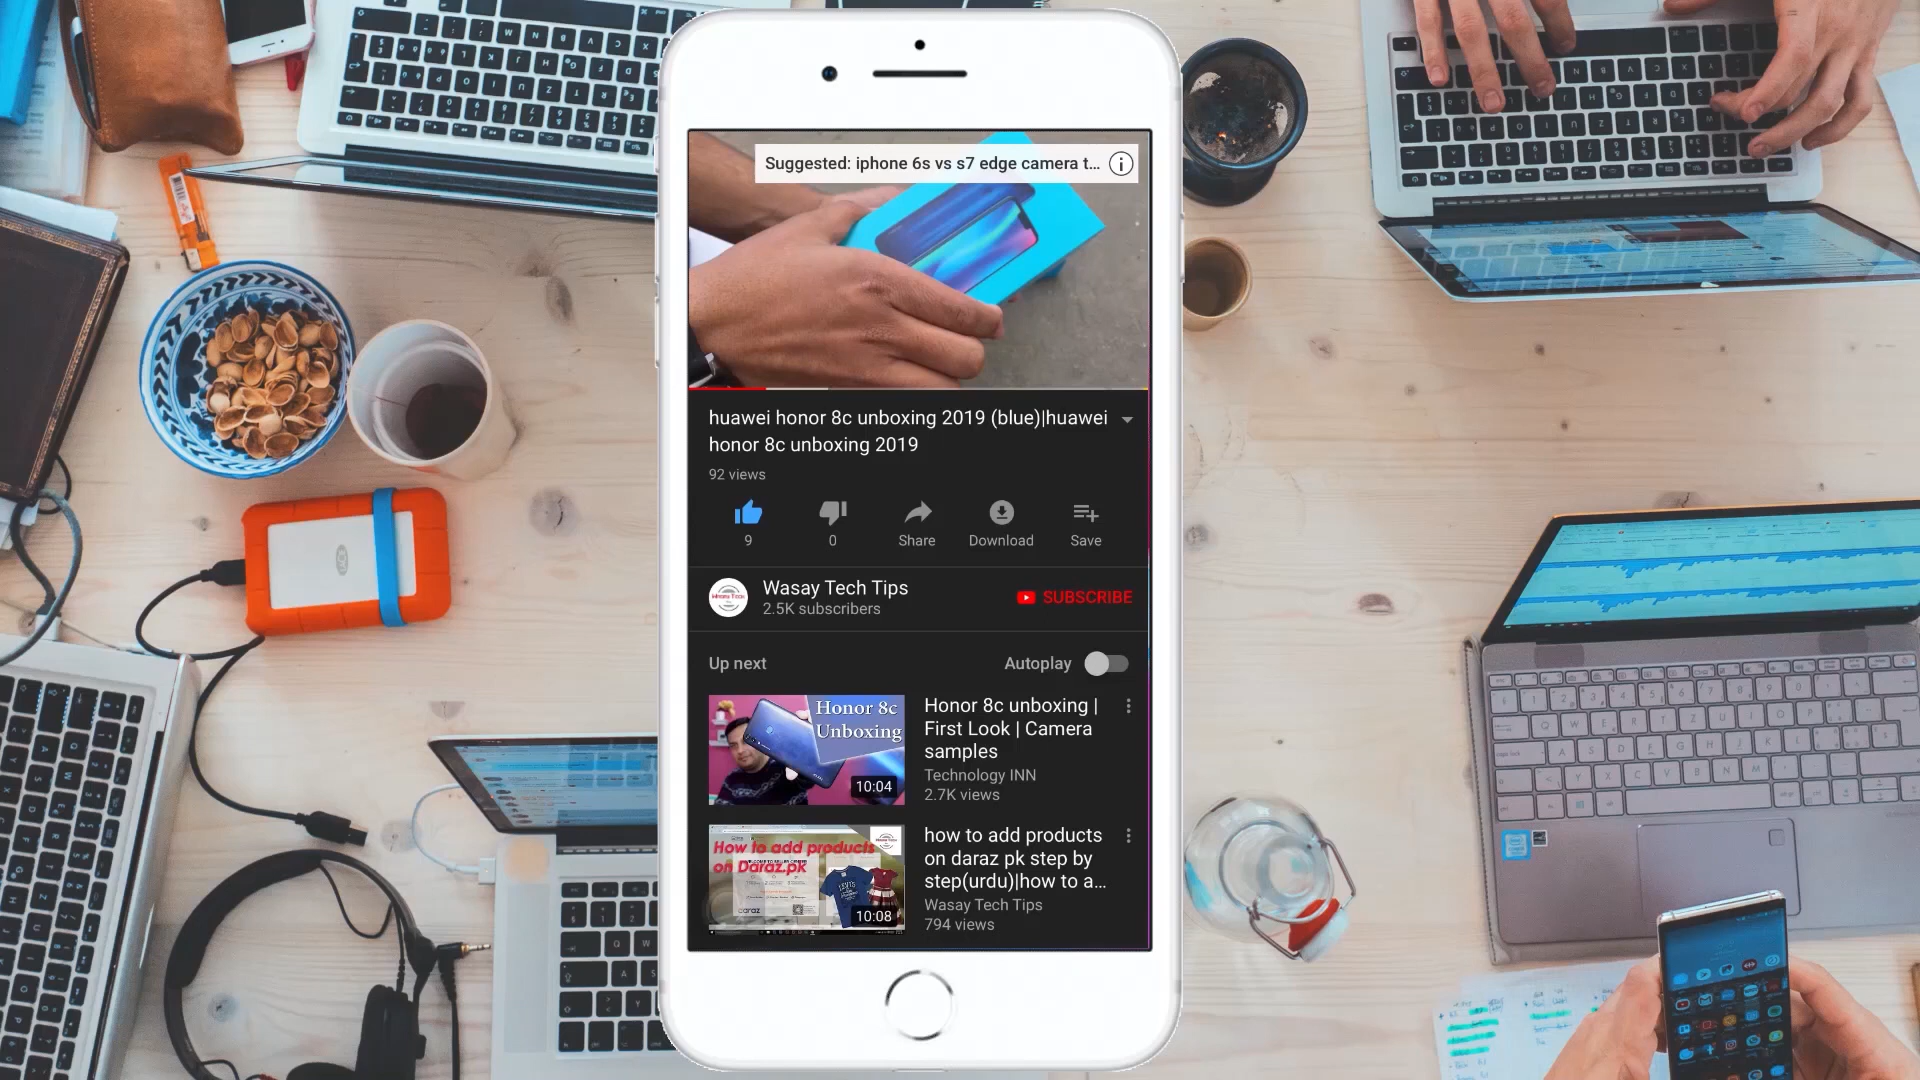 Suggested: iphone 6s vs s7 edge camera t...
huawei honor 8c unboxing 2019 (blue)|huawei
honor 8c unboxing 2019
92 views
9
0
Share
Download
Save
Wasay Tech Tips
2.5K subscribers
SUBSCRIBE
Up next
Autoplay
Honor 8c
Unboxing
10:04
Honor 8c unboxing |
First Look | Camera
samples
Technology INN
2.7K views
How to add products
on Daraz.pk
daraz
10:08
how to add products
on daraz pk step by
step(urdu)|how to a...
Wasay Tech Tips
794 views